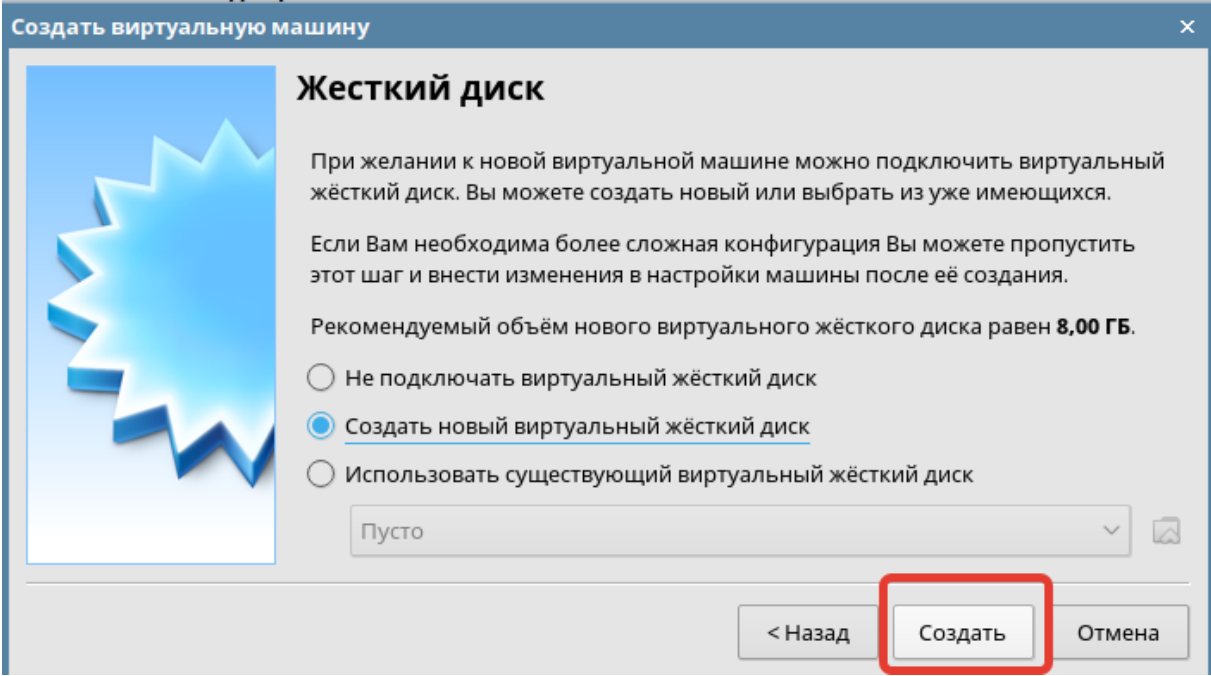 Создать виртуальную машину
Жесткий диск
При желании к новой виртуальной машине можно подключить виртуальный
жёсткий диск. Вы можете создать новый или выбрать из уже имеющихся.
Если Вам необходима более сложная конфигурация Вы можете пропустить
этот шаг и внести изменения в настройки машины после её создания.
Рекомендуемый объём нового виртуального жёсткого диска равен 8,00 ГБ.
Не подключать виртуальный жёсткий диск
Создать новый виртуальный жёсткий диск
Использовать существующий виртуальный жёсткий диск
Пусто
< Назад
Создать
Отмена